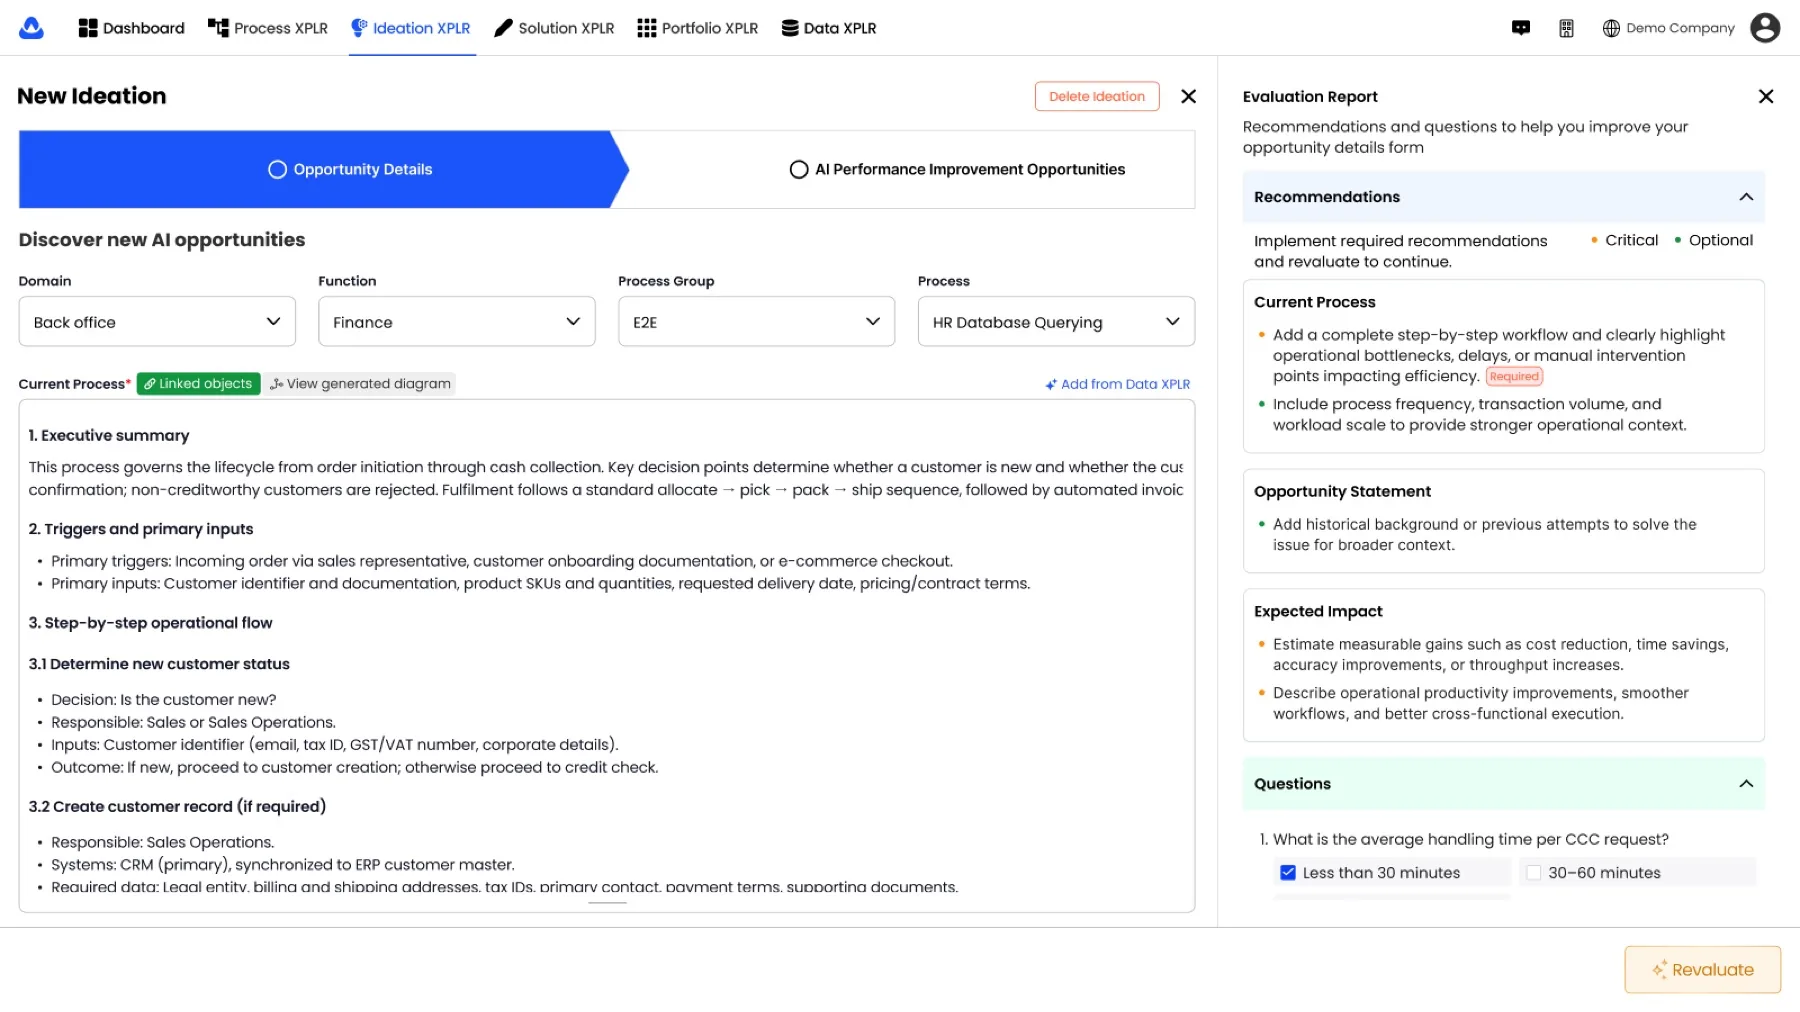 Dashboard
Process XPLR
Ideation XPLR
Solution XPLR
Portfolio XPLR
Data XPLR
Demo Company
New Ideation
Delete Ideation
Opportunity Details
AI Performance Improvement Opportunities
Discover new AI opportunities
Domain
Function
Process Group
Process
Back office
Finance
E2E
HR Database Querying
Current Process*
Linked objects
View generated diagram
Add from Data XPLR
1. Executive summary
This process governs the lifecycle from order initiation through cash collection. Key decision points determine whether a customer is new and whether the cus
confirmation; non-creditworthy customers are rejected. Fulfilment follows a standard allocate → pick → pack → ship sequence, followed by automated invoic
2. Triggers and primary inputs
• Primary triggers: Incoming order via sales representative, customer onboarding documentation, or e-commerce checkout.
• Primary inputs: Customer identifier and documentation, product SKUs and quantities, requested delivery date, pricing/contract terms.
3. Step-by-step operational flow
3.1 Determine new customer status
• Decision: Is the customer new?
• Responsible: Sales or Sales Operations.
• Inputs: Customer identifier (email, tax ID, GST/VAT number, corporate details).
• Outcome: If new, proceed to customer creation; otherwise proceed to credit check.
3.2 Create customer record (if required)
• Responsible: Sales Operations.
• Systems: CRM (primary), synchronized to ERP customer master.
• Required data: Legal entity, billing and shipping addresses, tax IDs, primary contact, payment terms, supporting documents.
Evaluation Report
Recommendations and questions to help you improve your
opportunity details form
Recommendations
Implement required recommendations
and revaluate to continue.
• Critical
• Optional
Current Process
• Add a complete step-by-step workflow and clearly highlight
operational bottlenecks, delays, or manual intervention
points impacting efficiency. Required
• Include process frequency, transaction volume, and
workload scale to provide stronger operational context.
Opportunity Statement
• Add historical background or previous attempts to solve the
issue for broader context.
Expected Impact
• Estimate measurable gains such as cost reduction, time savings,
accuracy improvements, or throughput increases.
• Describe operational productivity improvements, smoother
workflows, and better cross-functional execution.
Questions
1. What is the average handling time per CCC request?
Less than 30 minutes
30–60 minutes
Revaluate